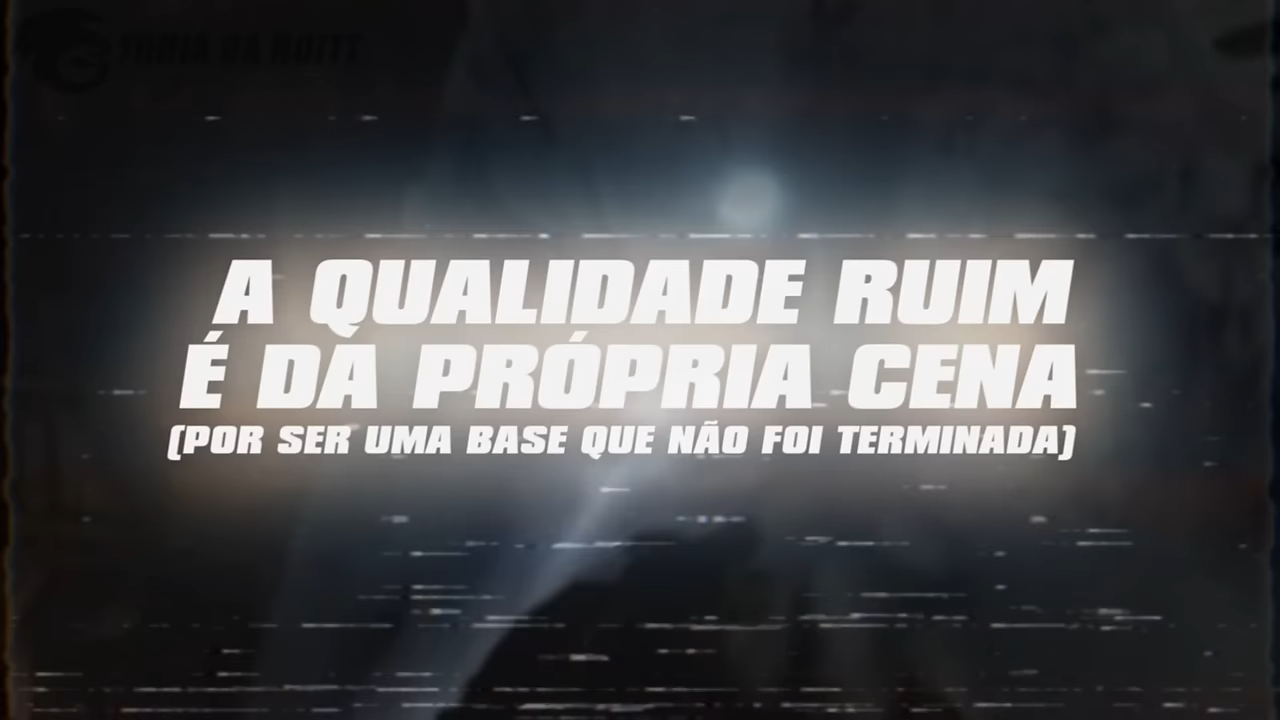 A QUALIDADE RUIM
É DA PRÓPRIA CENA
(POR SER UMA BASE QUE NÃO FOI TERMINADA)